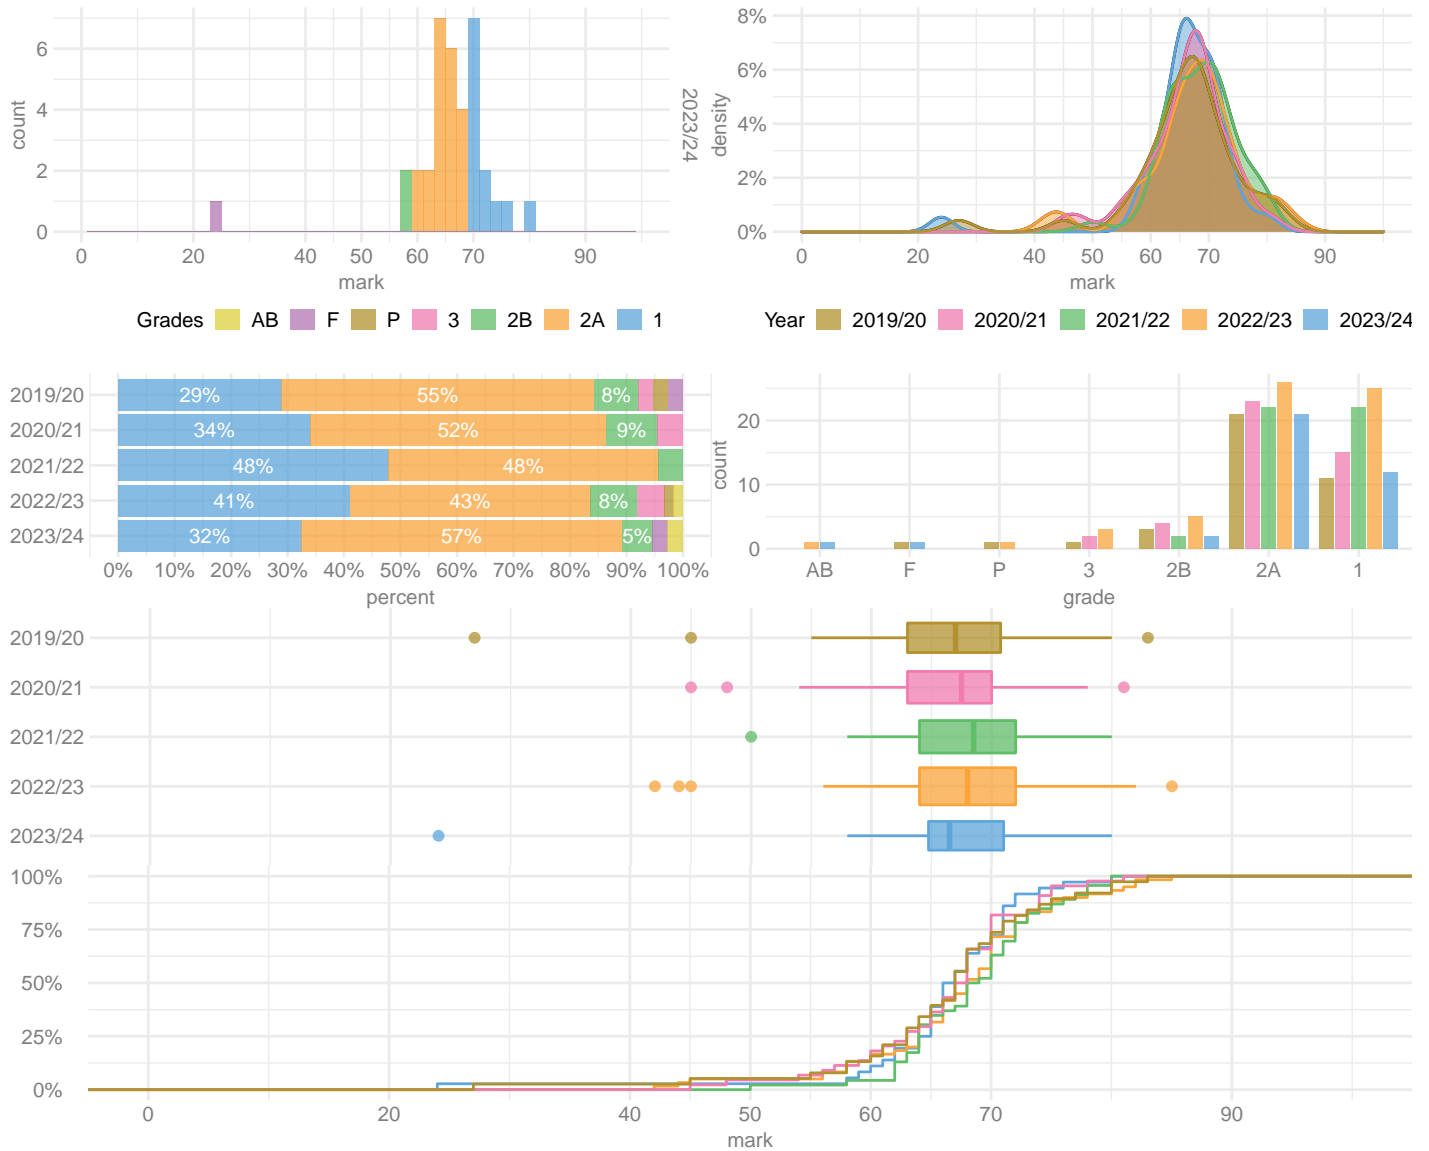 6
4
2
0
count
0 20 40 50 60 70 90
mark
2023/24
8%
6%
4%
2%
0%
density
0 20 40 50 60 70 90
mark
Grades AB F P 3 2B 2A 1
Year 2019/20 2020/21 2021/22 2022/23 2023/24
2019/20 29% 55% 8%
2020/21 34% 52% 9%
2021/22 48% 48%
2022/23 41% 43% 8%
2023/24 32% 57% 5%
0% 10% 20% 30% 40% 50% 60% 70% 80% 90% 100%
percent
20
10
0
count
AB F P 3 2B 2A 1
grade
2019/20
2020/21
2021/22
2022/23
2023/24
100%
75%
50%
25%
0%
0 20 40 50 60 70 90
mark